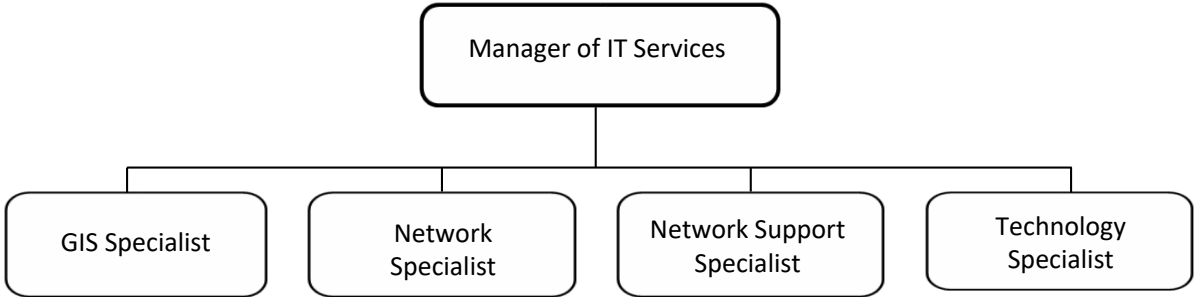 Manager of IT Services
GIS Specialist
Network
Specialist
Network Support
Specialist
Technology
Specialist